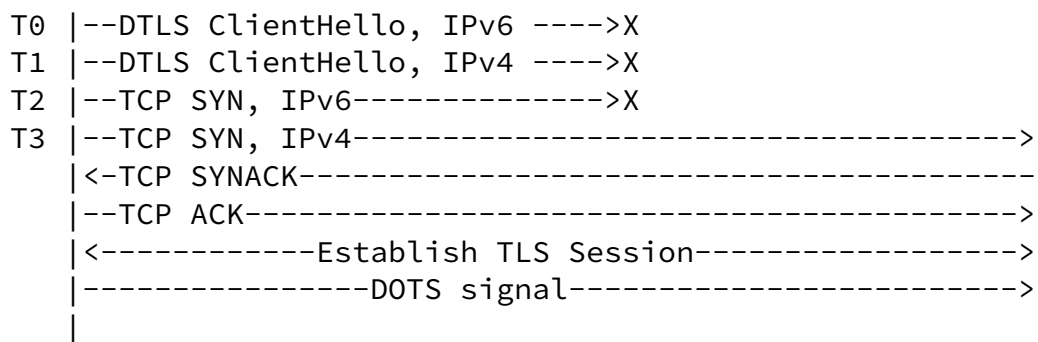 T0 |--DTLS ClientHello, IPv6 ---->X
T1 |--DTLS ClientHello, IPv4 ---->X
T2 |--TCP SYN, IPv6-------------->X
T3 |--TCP SYN, IPv4------------------------------------->
   |<-TCP SYNACK-----------------------------------------
   |--TCP ACK------------------------------------------->
   |<------------Establish TLS Session------------------>
   |----------------DOTS signal------------------------->
   |